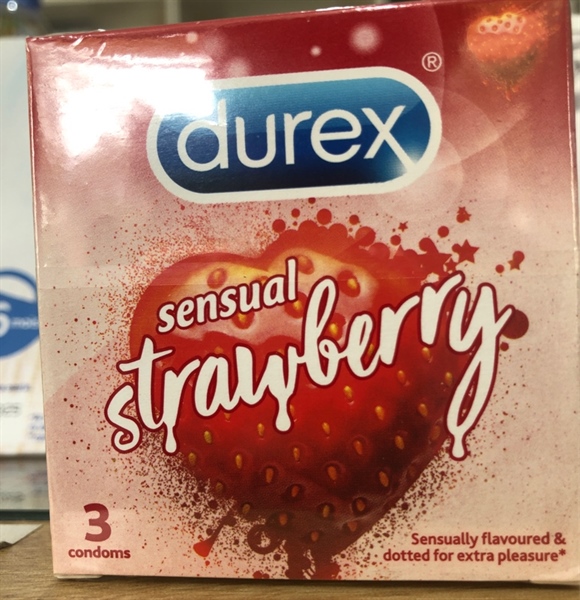 durex®
sensual
strawberry
3
condoms
Sensually flavoured &
dotted for extra pleasure*